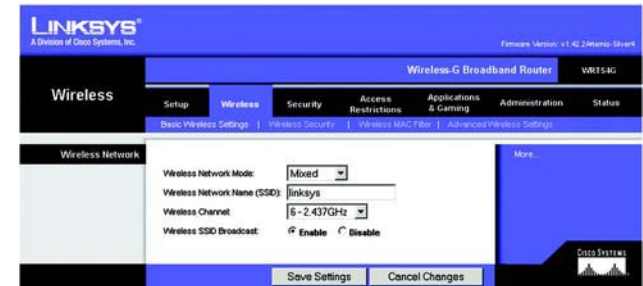 LINKSYS®
A Division of Cisco Systems, Inc.
Firmware Version: v1.42.2
Wireless-G Broadband Router WRT54G
Wireless
Setup Wireless Security Access Restrictions Applications & Gaming Administration Status
Basic Wireless Settings | Wireless Security | Wireless MAC Filter | Advanced Wireless Settings
Wireless Network
More...
Wireless Network Mode: Mixed
Wireless Network Name (SSID): linksys
Wireless Channel: 6 - 2.437GHz
Wireless SSID Broadcast: Enable Disable
CISCO SYSTEMS
Save Settings Cancel Changes